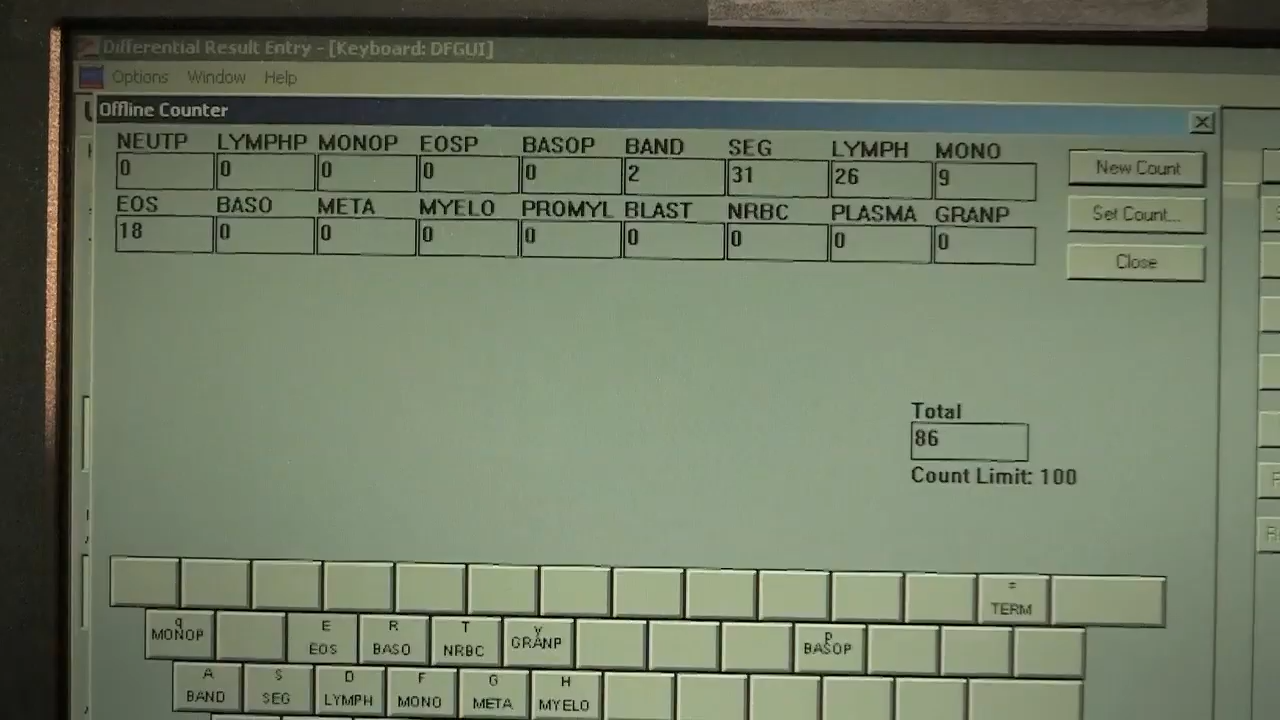 Differential Result Entry - [Keyboard: DFGUI]
Options Window Help
Offline Counter
NEUTP LYMPHP MONOP EOSP BASOP BAND SEG LYMPH MONO
0 0 0 0 0 2 31 26 9
New Count
EOS BASO META MYELO PROMYL BLAST NRBC PLASMA GRANP
18 0 0 0 0 0 0 0 0
Set Count...
Close
Total
86
Count Limit: 100
= TERM
q MONOP E EOS R BASO T NRBC Y GRANP P BASOP
A BAND S SEG D LYMPH F MONO G META H MYELO